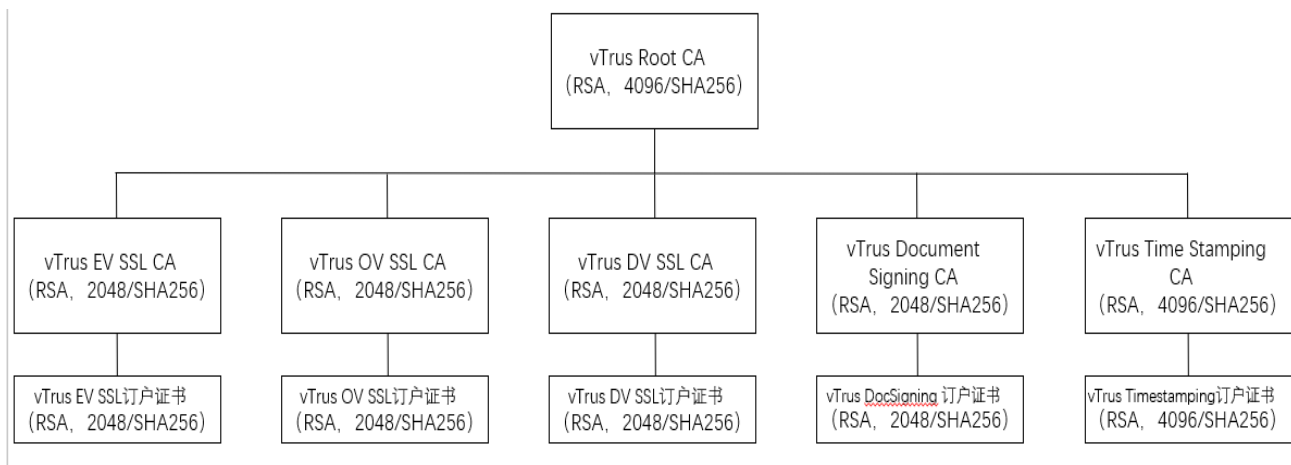 vTrus Root CA
（RSA，4096/SHA256）
vTrus EV SSL CA
（RSA，2048/SHA256）
vTrus OV SSL CA
（RSA，2048/SHA256）
vTrus DV SSL CA
（RSA，2048/SHA256）
vTrus Document
Signing CA
（RSA，2048/SHA256）
vTrus Time Stamping
CA
（RSA，4096/SHA256）
vTrus EV SSL订户证书
（RSA，2048/SHA256）
vTrus OV SSL订户证书
（RSA，2048/SHA256）
vTrus DV SSL订户证书
（RSA，2048/SHA256）
vTrus DocSigning 订户证书
（RSA，2048/SHA256）
vTrus Timestamping订户证书
（RSA，4096/SHA256）